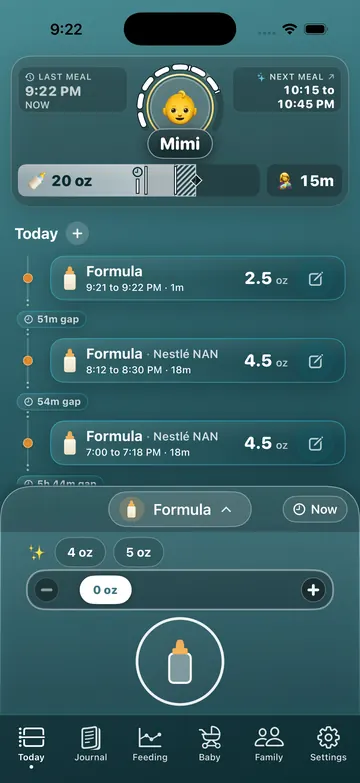 9:22
LAST MEAL
9:22 PM
NOW
NEXT MEAL ↗
10:15 to
10:45 PM
Mimi
20 oz
15m
Today +
Formula
9:21 to 9:22 PM · 1m
2.5 oz
51m gap
Formula · Nestlé NAN
8:12 to 8:30 PM · 18m
4.5 oz
54m gap
Formula · Nestlé NAN
7:00 to 7:18 PM · 18m
4.5 oz
5h 44m gap
Formula
Now
4 oz
5 oz
0 oz
Today
Journal
Feeding
Baby
Family
Settings